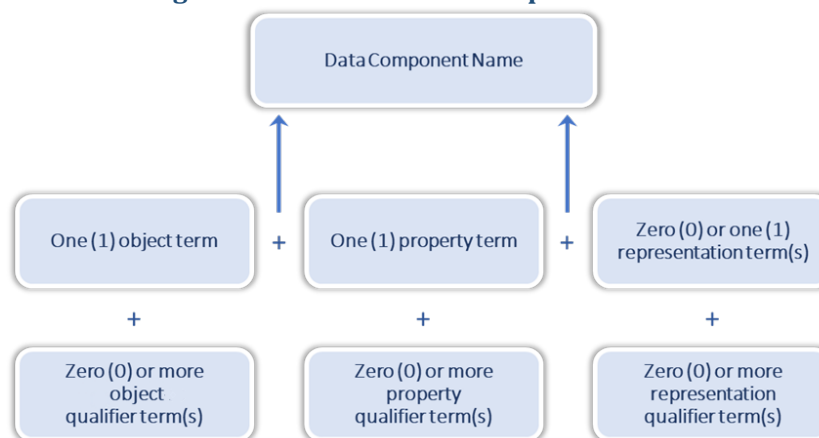 Data Component Name
One (1) object term
+
One (1) property term
+
Zero (0) or one (1)
representation term(s)
+
+
+
Zero (0) or more
object
qualifier term(s)
Zero (0) or more
property
qualifier term(s)
Zero (0) or more
representation
qualifier term(s)